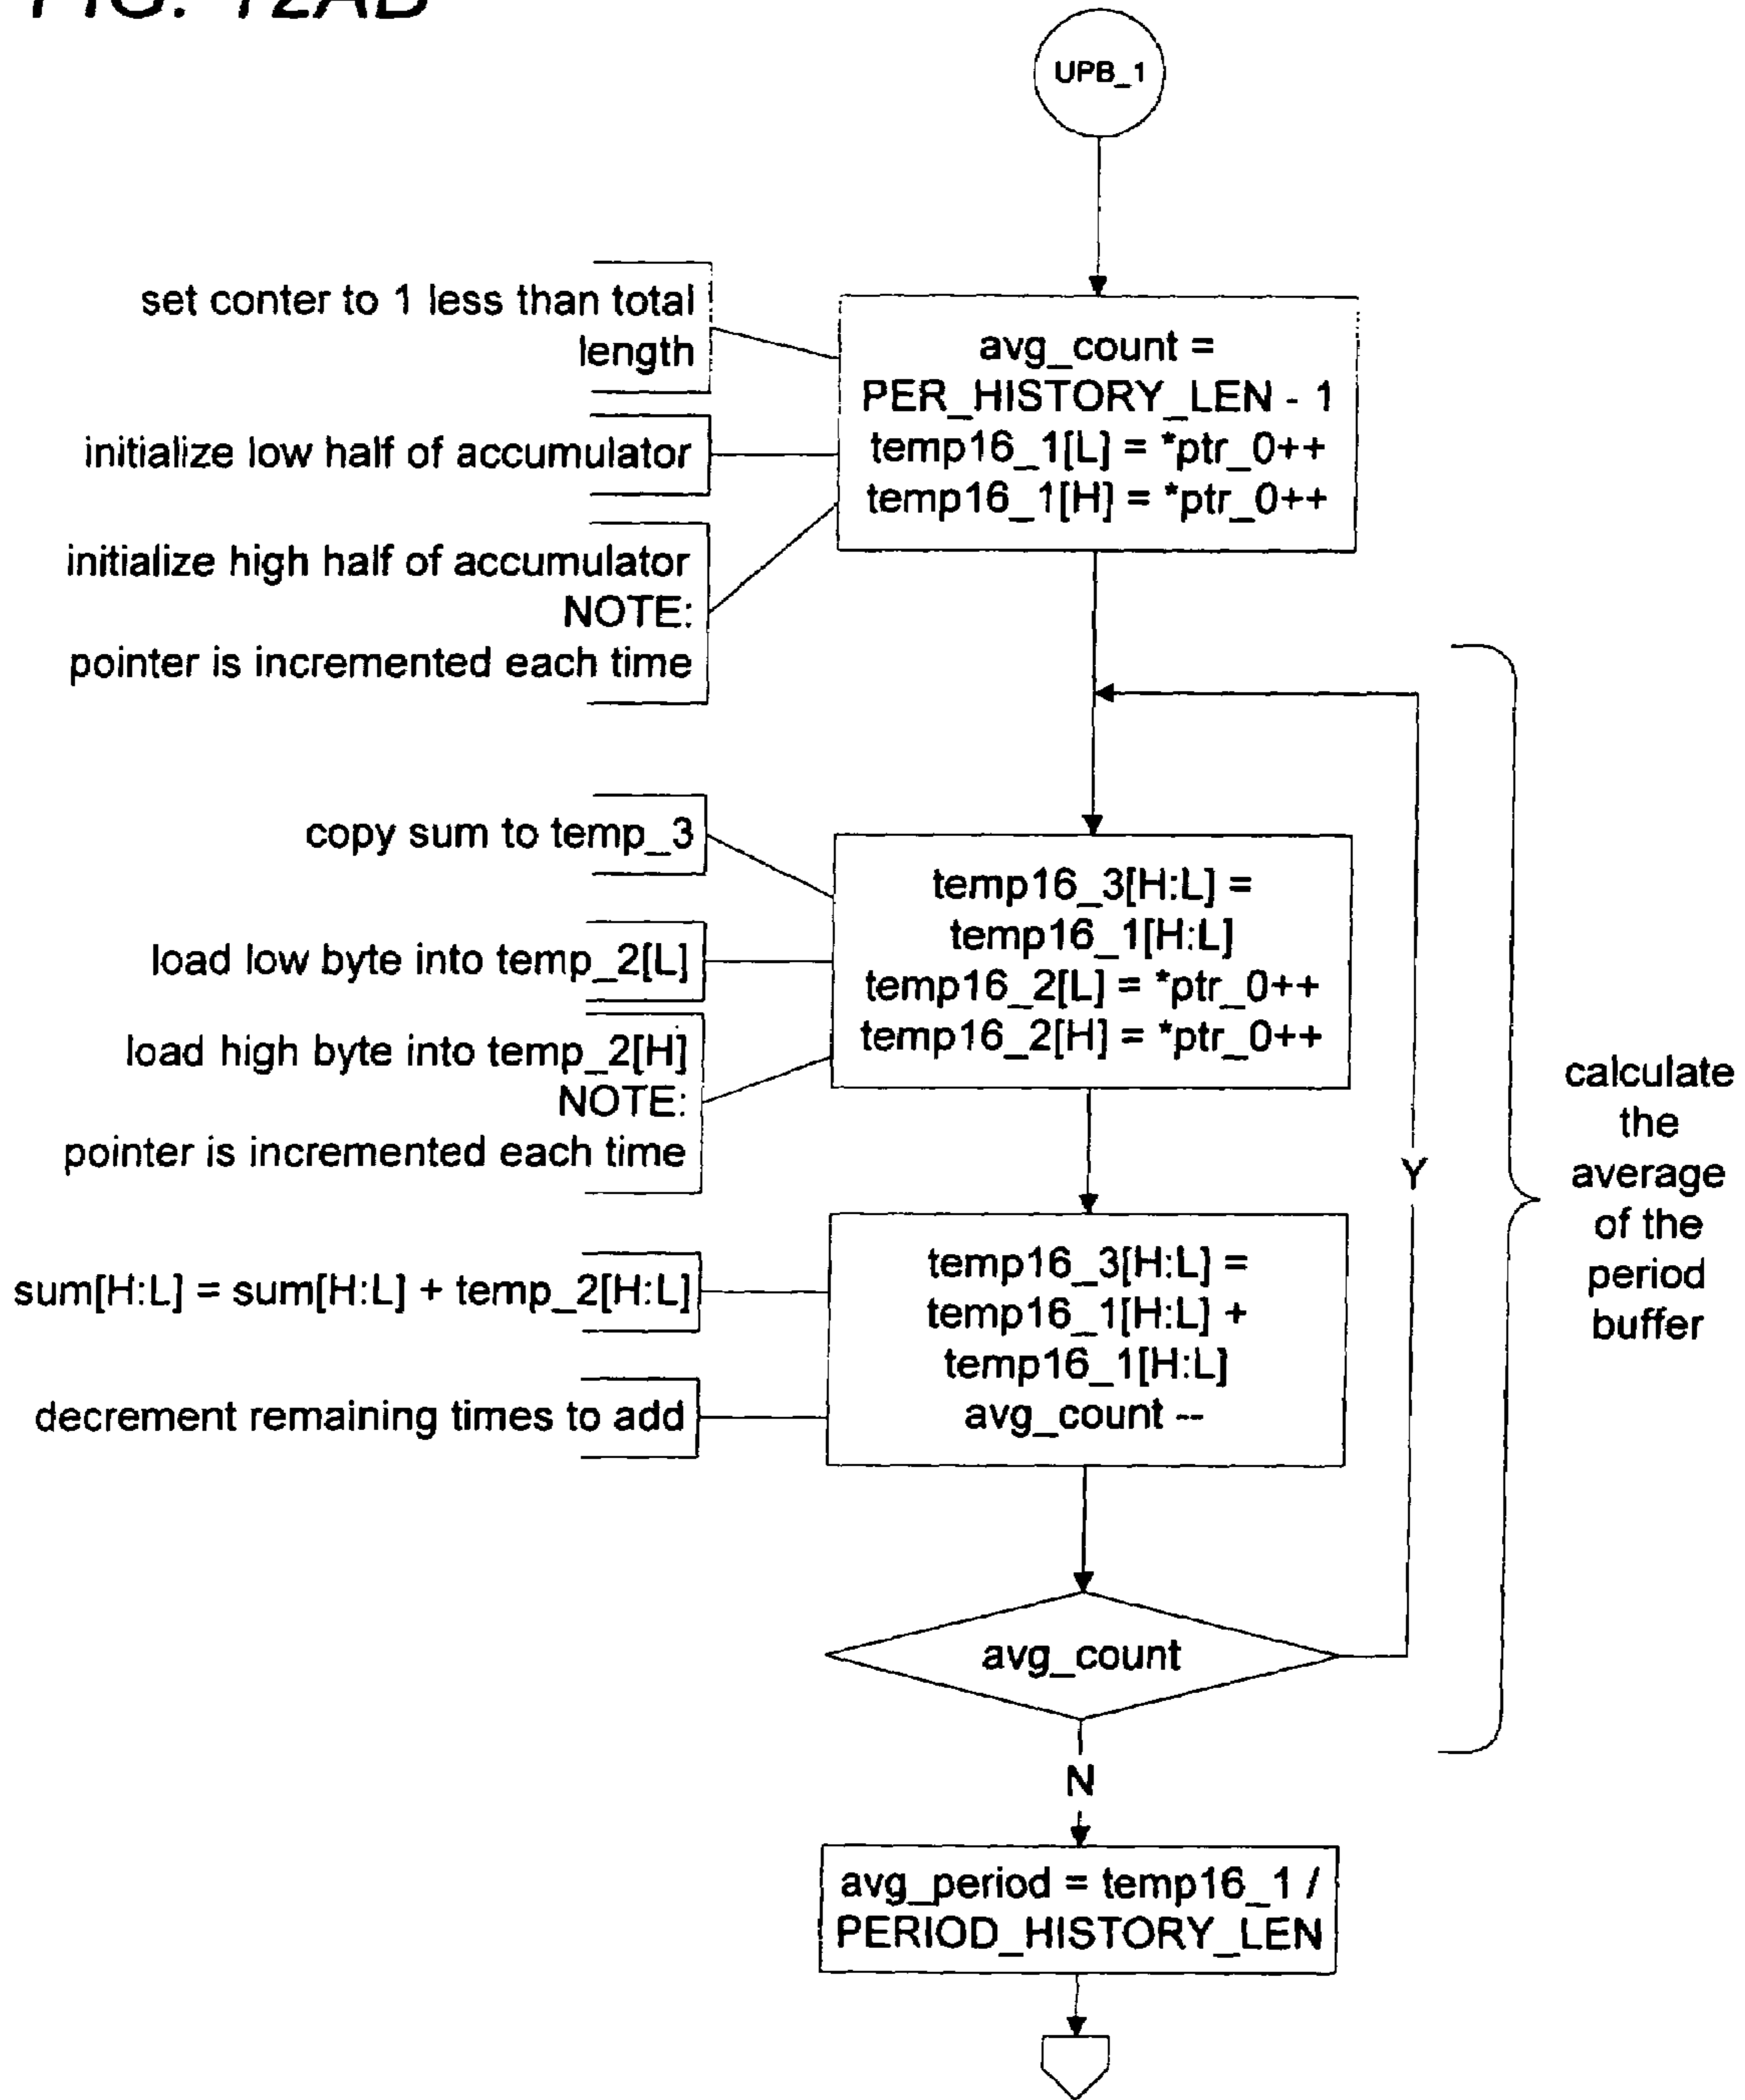 FIG. 12AB
UPB_1
set conter to 1 less than total
length
initialize low half of accumulator
initialize high half of accumulator
NOTE:
pointer is incremented each time
avg_count =
PER_HISTORY_LEN - 1
temp16_1[L] = *ptr_0++
temp16_1[H] = *ptr_0++
copy sum to temp_3
load low byte into temp_2[L]
load high byte into temp_2[H]
NOTE:
pointer is incremented each time
temp16_3[H:L] =
temp16_1[H:L]
temp16_2[L] = *ptr_0++
temp16_2[H] = *ptr_0++
sum[H:L] = sum[H:L] + temp_2[H:L]
decrement remaining times to add
temp16_3[H:L] =
temp16_1[H:L] +
temp16_1[H:L]
avg_count --
Y
calculate
the
average
of the
period
buffer
avg_count
N
avg_period = temp16_1 /
PERIOD_HISTORY_LEN